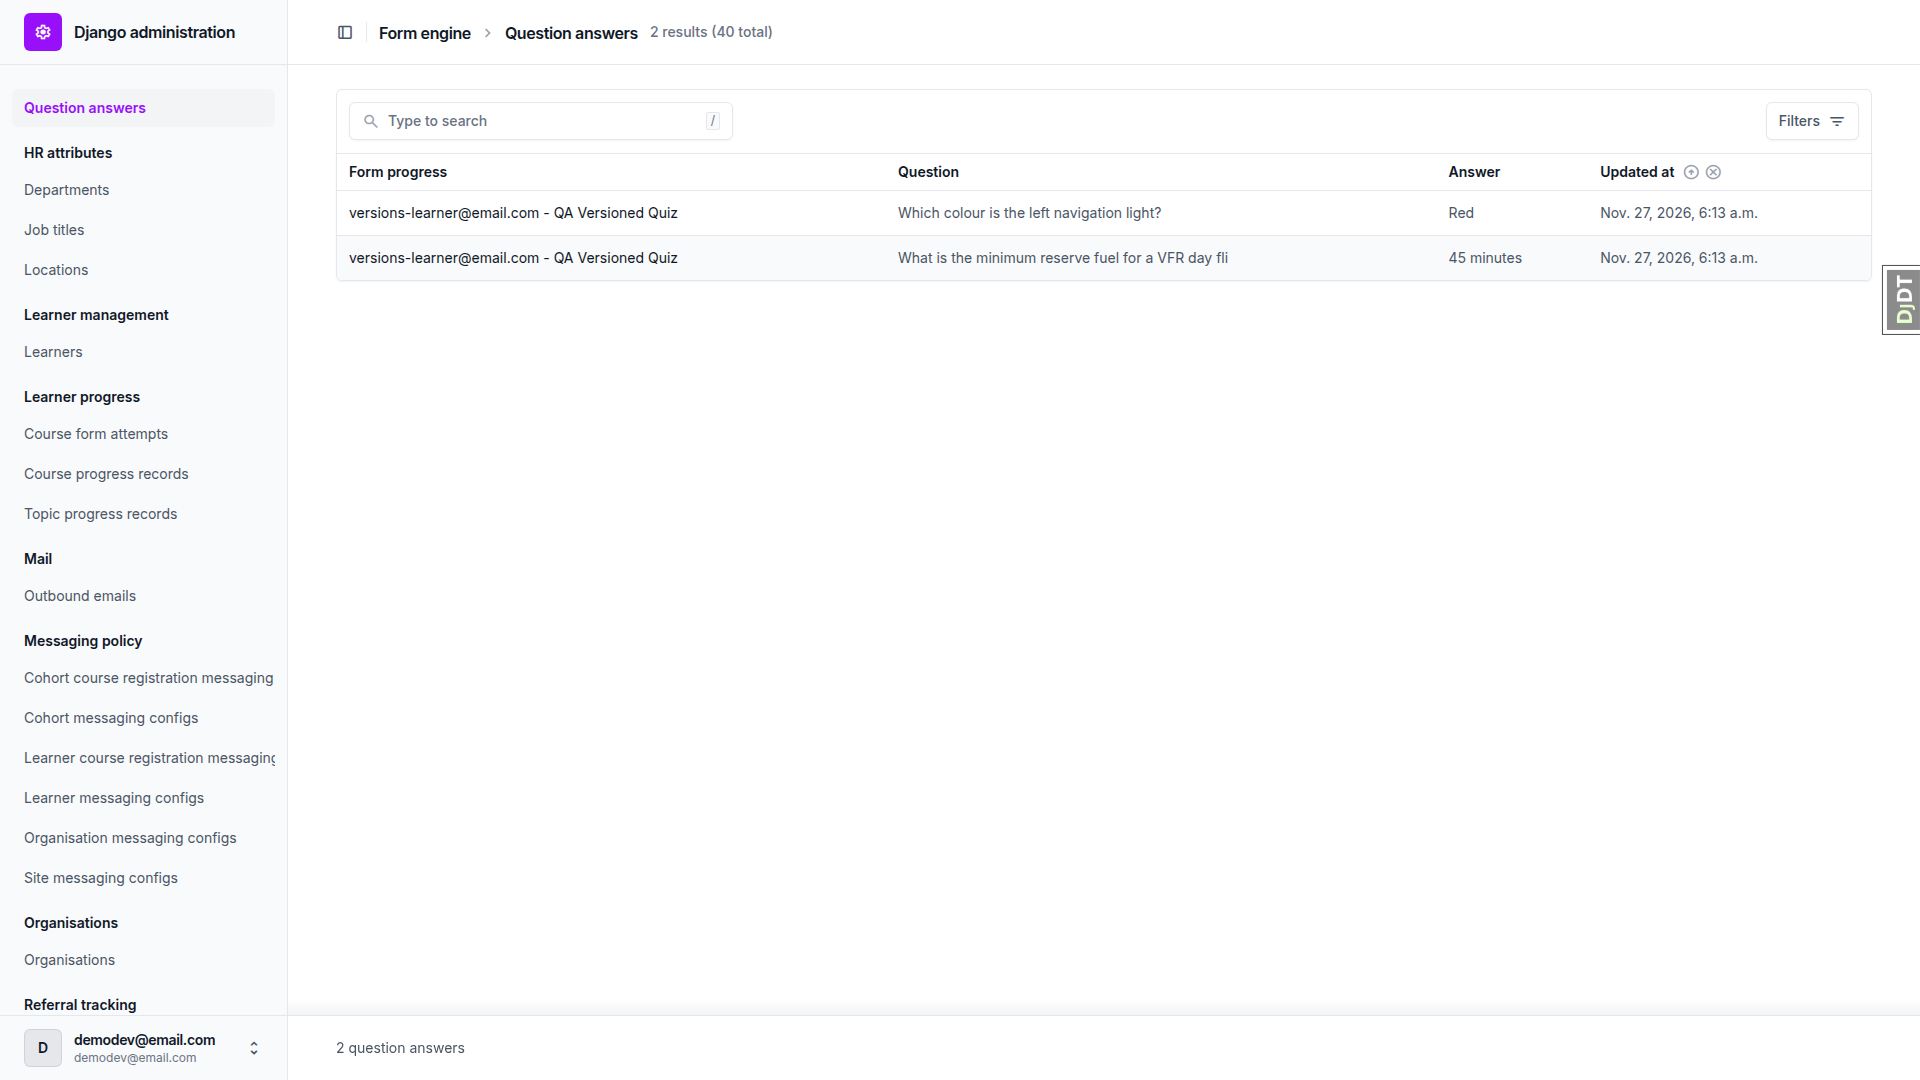 Django administration
Form engine > Question answers 2 results (40 total)
Question answers
HR attributes
Departments
Job titles
Locations
Learner management
Learners
Learner progress
Course form attempts
Course progress records
Topic progress records
Mail
Outbound emails
Messaging policy
Cohort course registration messaging
Cohort messaging configs
Learner course registration messaging
Learner messaging configs
Organisation messaging configs
Site messaging configs
Organisations
Organisations
Referral tracking
D
demodev@email.com
demodev@email.com
Type to search /
Filters
Form progress Question Answer Updated at
versions-learner@email.com - QA Versioned Quiz Which colour is the left navigation light? Red Nov. 27, 2026, 6:13 a.m.
versions-learner@email.com - QA Versioned Quiz What is the minimum reserve fuel for a VFR day fli 45 minutes Nov. 27, 2026, 6:13 a.m.
DjDT
2 question answers